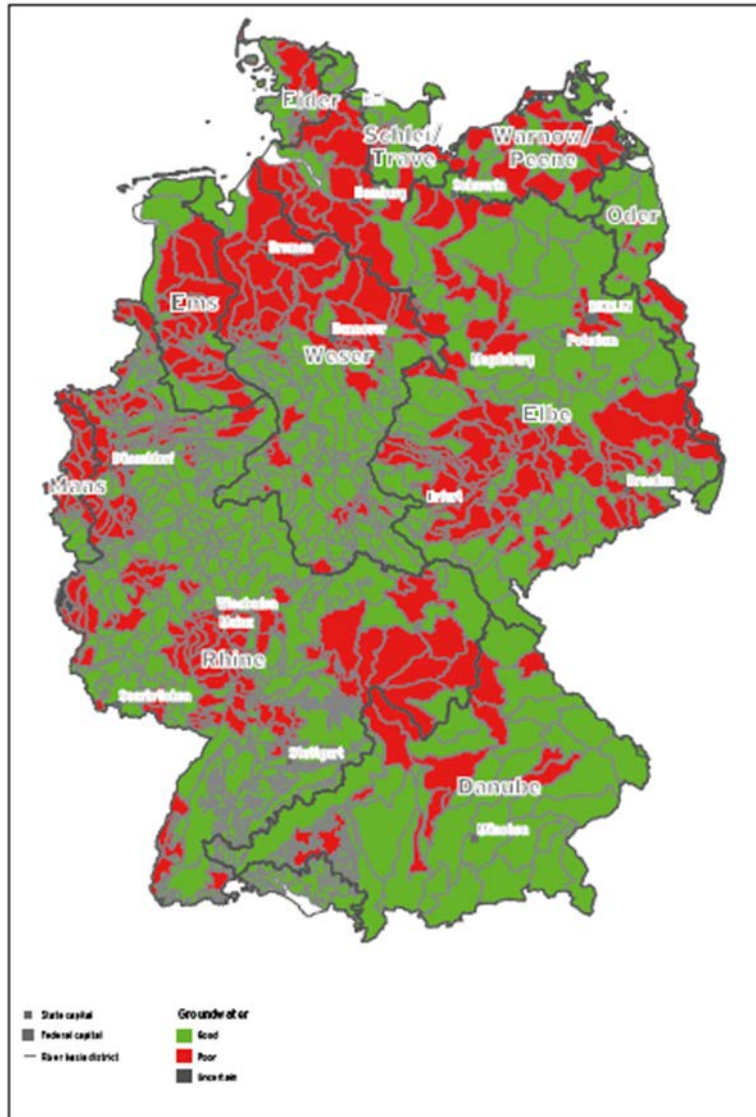 Eider
Kiel
Schlei/
Trave
Warnow/
Peene
Hamburg
Schwerin
Oder
Bremen
Ems
BERLIN
Hannover
Potsdam
Weser
Magdeburg
Elbe
Düsseldorf
Maas
Erfurt
Dresden
Wiesbaden
Mainz
Rhine
Saarbrücken
Stuttgart
Danube
München
State capital
Federal capital
River basin district
Groundwater
Good
Poor
Uncertain